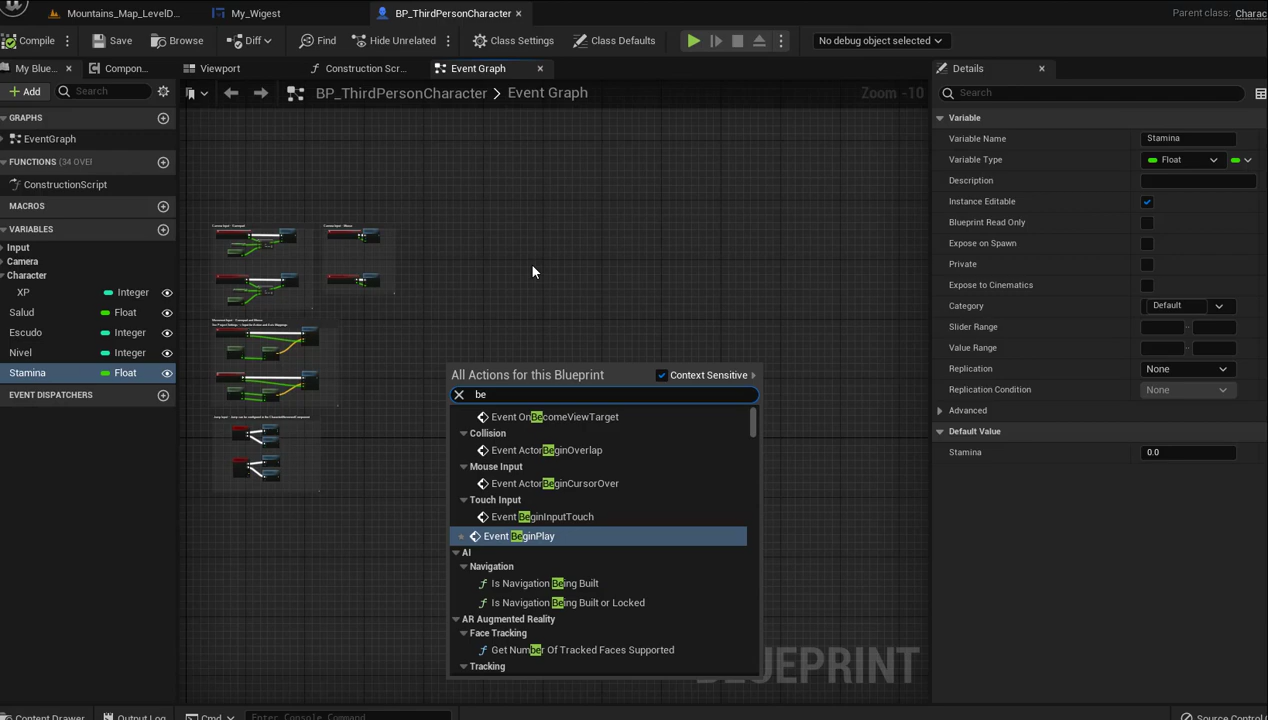 Mountains_Map_LevelD...
My_Wigest
BP_ThirdPersonCharacter
Parent class: Charac
Compile
Save
Browse
Diff
Find
Hide Unrelated
Class Settings
Class Defaults
No debug object selected
My Blue...
Compon...
Viewport
Construction Scr...
Event Graph
Details
+ Add
Search
BP_ThirdPersonCharacter > Event Graph
Zoom -10
Search
GRAPHS
EventGraph
FUNCTIONS (34 OVEI
ConstructionScript
MACROS
VARIABLES
Input
Camera
Character
XP Integer
Salud Float
Escudo Integer
Nivel Integer
Stamina Float
EVENT DISPATCHERS
All Actions for this Blueprint
Context Sensitive
be
Event OnBecomeViewTarget
Collision
Event ActorBeginOverlap
Mouse Input
Event ActorBeginCursorOver
Touch Input
Event BeginInputTouch
Event BeginPlay
AI
Navigation
Is Navigation Being Built
Is Navigation Being Built or Locked
AR Augmented Reality
Face Tracking
Get Number Of Tracked Faces Supported
Tracking
BLUEPRINT
Variable
Variable Name Stamina
Variable Type Float
Description
Instance Editable
Blueprint Read Only
Expose on Spawn
Private
Expose to Cinematics
Category Default
Slider Range
Value Range
Replication None
Replication Condition None
Advanced
Default Value
Stamina 0.0
Content Drawer
Output Log
Cmd
Enter Console Command
Source Control